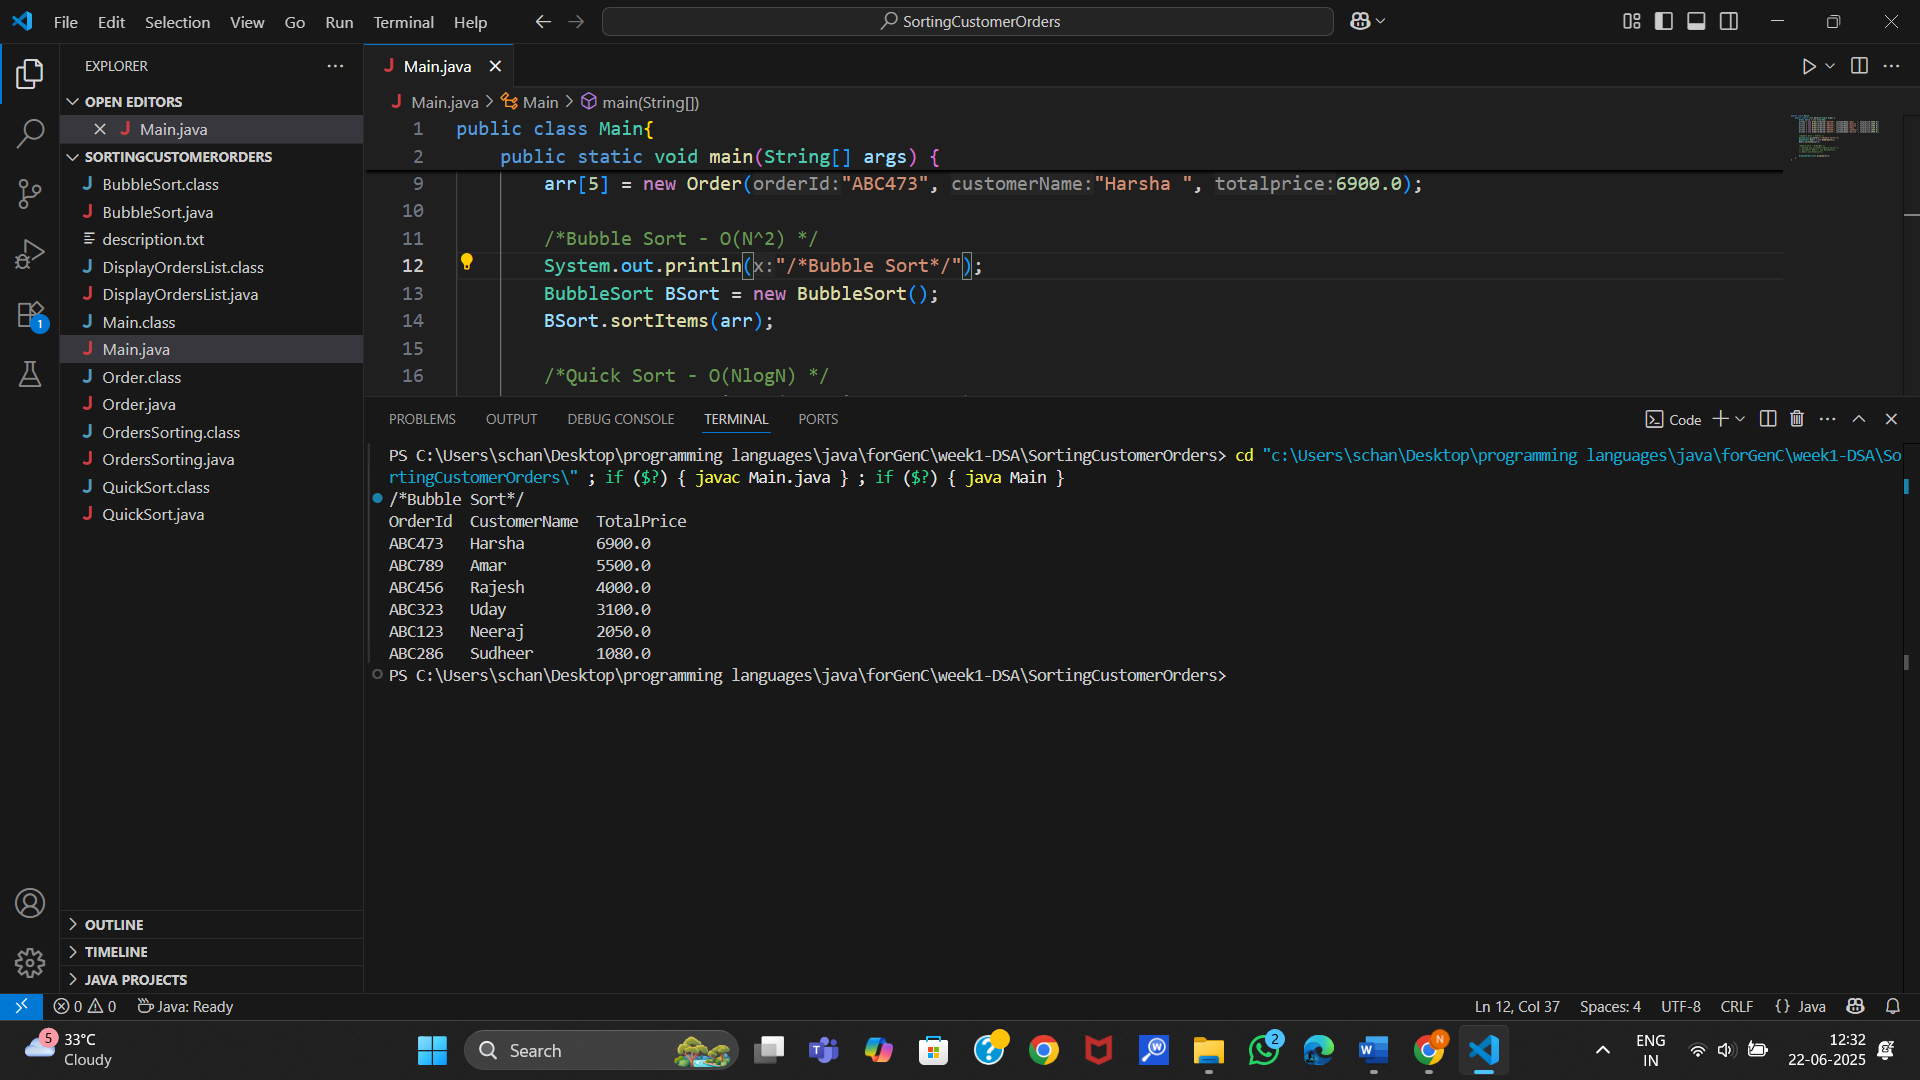 File Edit Selection View Go Run Terminal Help
SortingCustomerOrders
EXPLORER
OPEN EDITORS
Main.java
SORTINGCUSTOMERORDERS
BubbleSort.class
BubbleSort.java
description.txt
DisplayOrdersList.class
DisplayOrdersList.java
Main.class
Main.java
Order.class
Order.java
OrdersSorting.class
OrdersSorting.java
QuickSort.class
QuickSort.java
OUTLINE
TIMELINE
JAVA PROJECTS
1
Main.java
Main.java > Main > main(String[])
1 public class Main{
2 public static void main(String[] args) {
9 arr[5] = new Order(orderId:"ABC473", customerName:"Harsha ", totalprice:6900.0);
10
11 /*Bubble Sort - O(N^2) */
12 System.out.println(x:"/*Bubble Sort*/");
13 BubbleSort BSort = new BubbleSort();
14 BSort.sortItems(arr);
15
16 /*Quick Sort - O(NlogN) */
PROBLEMS OUTPUT DEBUG CONSOLE TERMINAL PORTS
Code
PS C:\Users\schan\Desktop\programming languages\java\forGenC\week1-DSA\SortingCustomerOrders> cd "c:\Users\schan\Desktop\programming languages\java\forGenC\week1-DSA\So
rtingCustomerOrders\" ; if ($?) { javac Main.java } ; if ($?) { java Main }
/*Bubble Sort*/
OrderId CustomerName TotalPrice
ABC473 Harsha 6900.0
ABC789 Amar 5500.0
ABC456 Rajesh 4000.0
ABC323 Uday 3100.0
ABC123 Neeraj 2050.0
ABC286 Sudheer 1080.0
PS C:\Users\schan\Desktop\programming languages\java\forGenC\week1-DSA\SortingCustomerOrders>
0 0 Java: Ready
Ln 12, Col 37 Spaces: 4 UTF-8 CRLF {} Java
5
33°C
Cloudy
Search
2
N
ENG
IN
12:32
22-06-2025